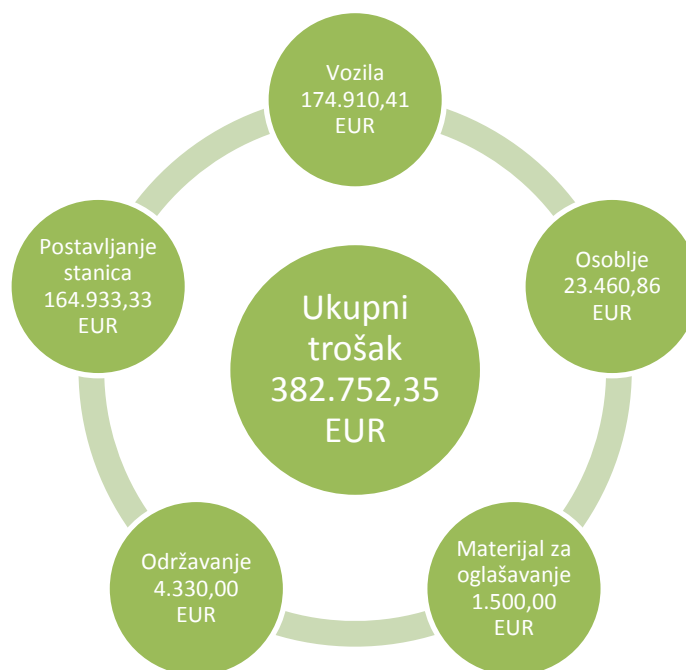 Vozila
174.910,41
EUR
Osoblje
23.460,86
EUR
Materijal za
oglašavanje
1.500,00
EUR
Održavanje
4.330,00
EUR
Postavljanje
stanica
164.933,33
EUR
Ukupni
trošak
382.752,35
EUR